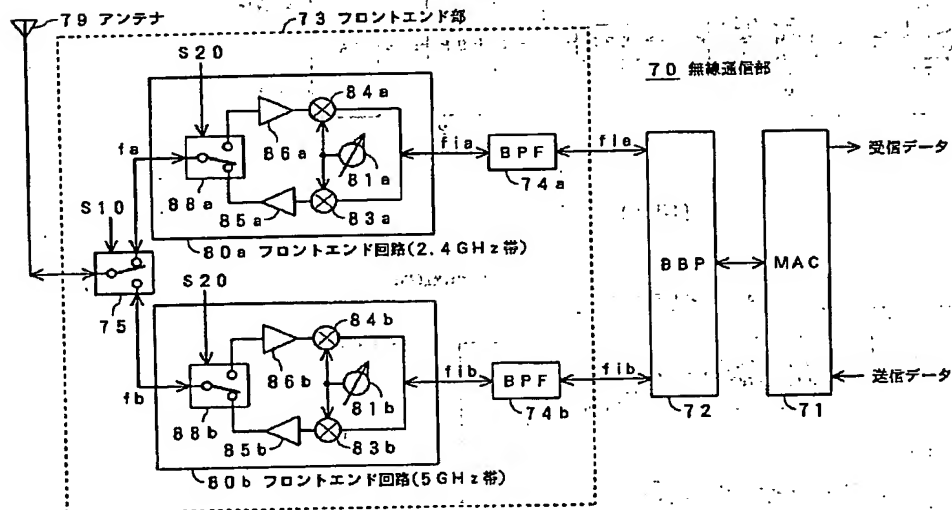 79 アンテナ
73 フロントエンド部
70 無線通信部
S20
84a
86a
fa
88a
81a
85a
83a
fia
BPF
74a
fia
80a フロントエンド回路(2.4GHz帯)
S10
75
S20
84b
86b
fb
88b
81b
85b
83b
fib
BPF
74b
fib
80b フロントエンド回路(5GHz帯)
BBP
72
MAC
71
受信データ
送信データ